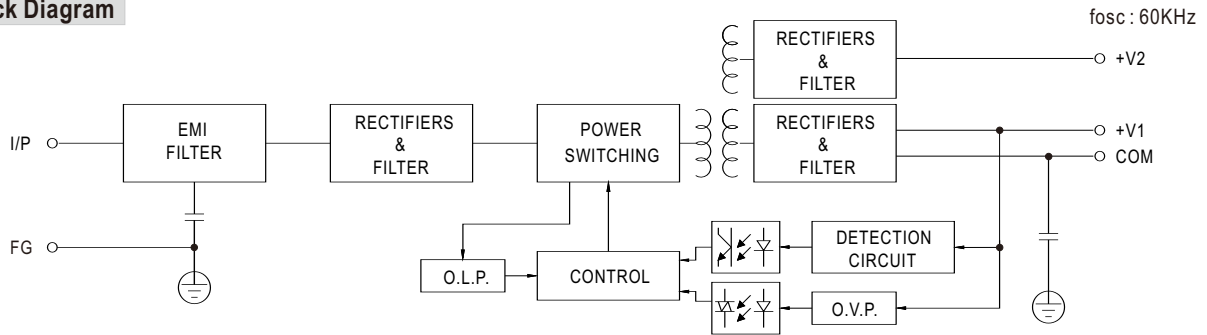 ck Diagram
fosc : 60KHz
RECTIFIERS
&
FILTER
+V2
I/P
EMI
FILTER
RECTIFIERS
&
FILTER
POWER
SWITCHING
RECTIFIERS
&
FILTER
+V1
COM
FG
O.L.P.
CONTROL
DETECTION
CIRCUIT
O.V.P.